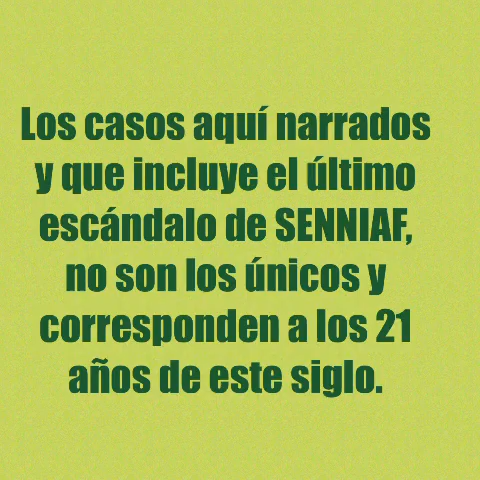 Los casos aquí narrados
y que incluye el último
escándalo de SENNIAF,
no son los únicos y
corresponden a los 21
años de este siglo.